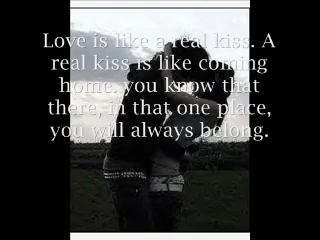 Love is like a real kiss. A
real kiss is like coming
home. you know that
there, in that one place,
you will always belong.